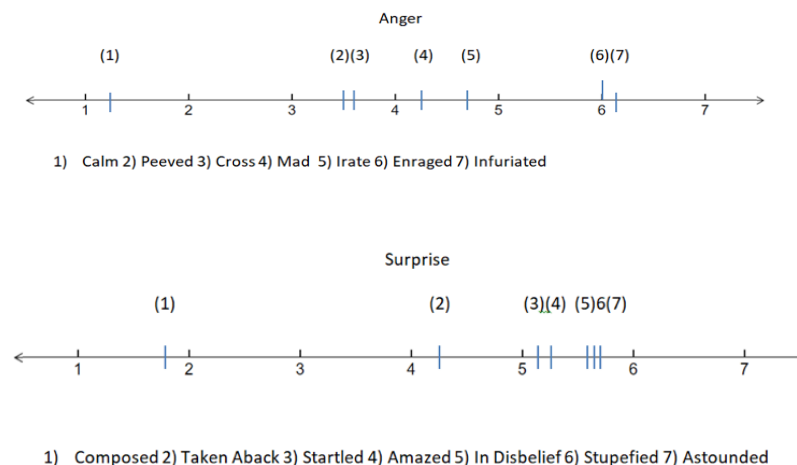 Anger
(1) (2)(3) (4) (5) (6)(7)
1 2 3 4 5 6 7
1) Calm 2) Peeved 3) Cross 4) Mad 5) Irate 6) Enraged 7) Infuriated
Surprise
(1) (2) (3)(4) (5)6(7)
1 2 3 4 5 6 7
1) Composed 2) Taken Aback 3) Startled 4) Amazed 5) In Disbelief 6) Stupefied 7) Astounded